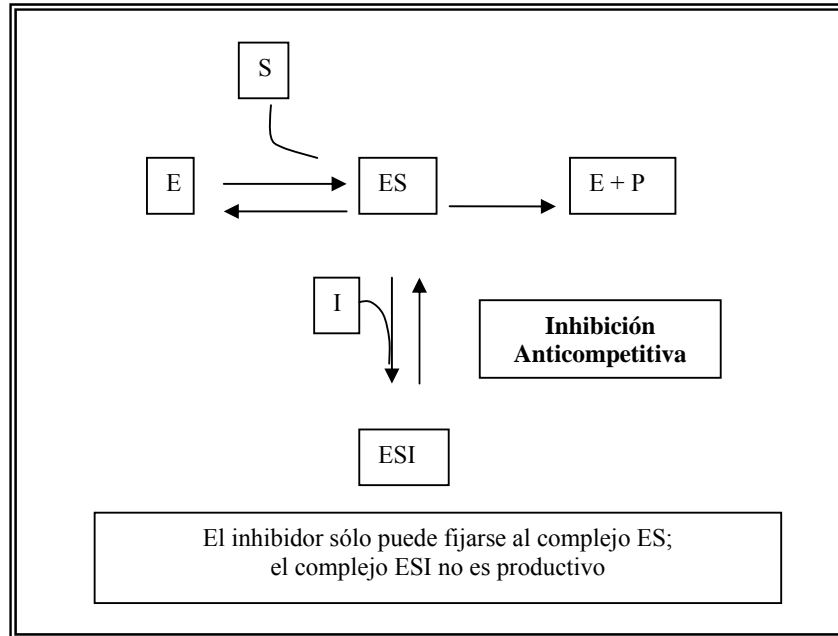 S
E
ES
E + P
I
Inhibición
Anticompetitiva
ESI
El inhibidor sólo puede fijarse al complejo ES;
el complejo ESI no es productivo